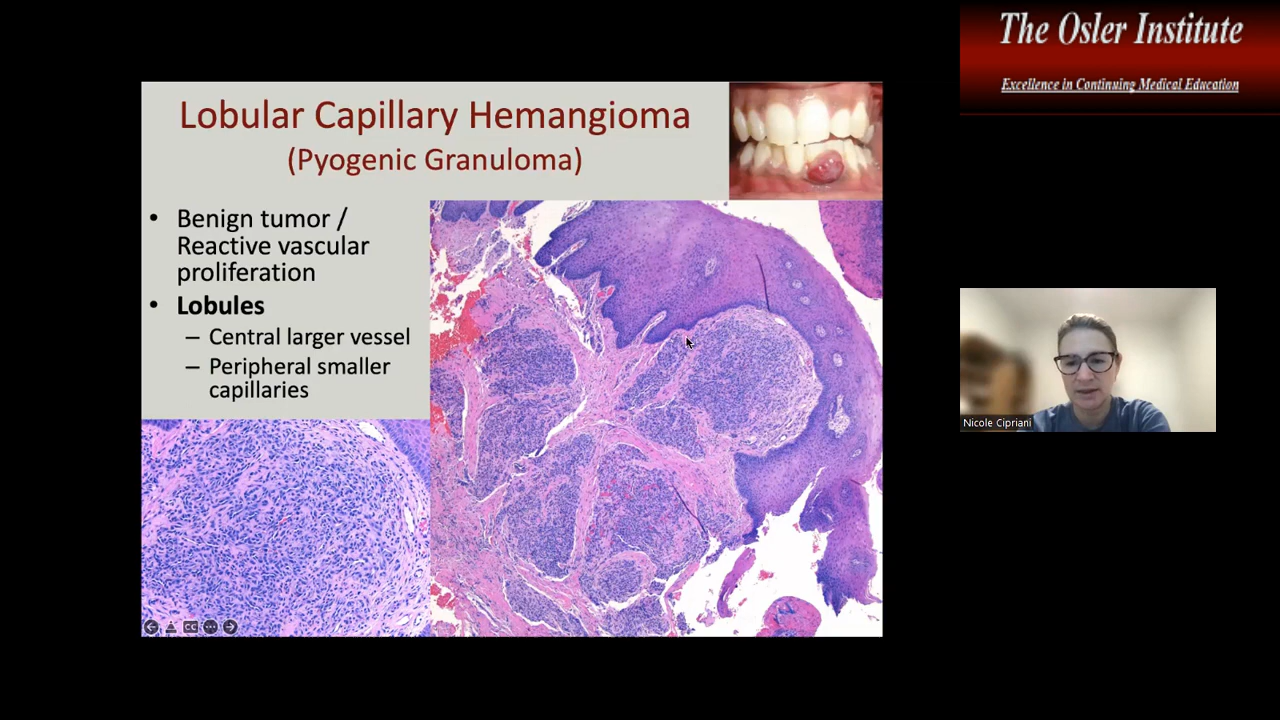 The Osler Institute
Excellence in Continuing Medical Education
Lobular Capillary Hemangioma
(Pyogenic Granuloma)
• Benign tumor /
Reactive vascular
proliferation
• Lobules
– Central larger vessel
– Peripheral smaller
capillaries
CC
Nicole Cipriani